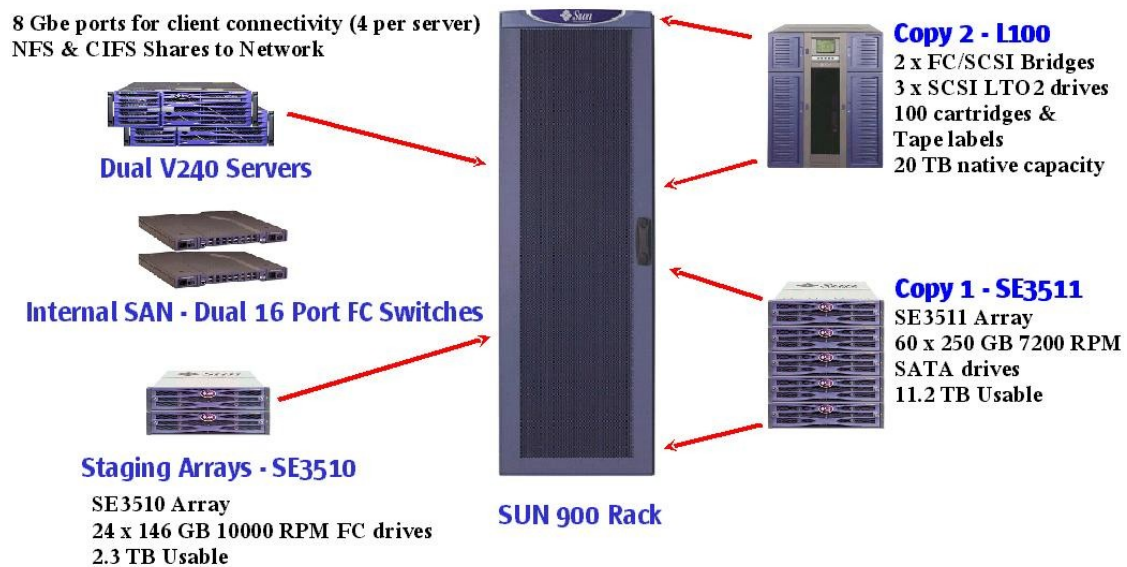 8 Gbe ports for client connectivity (4 per server)
NFS & CIFS Shares to Network
Dual V240 Servers
Internal SAN - Dual 16 Port FC Switches
Staging Arrays - SE3510
SE3510 Array
24 x 146 GB 10000 RPM FC drives
2.3 TB Usable
Sun
SUN 900 Rack
Copy 2 - L100
2 x FC/SCSI Bridges
3 x SCSI LTO2 drives
100 cartridges &
Tape labels
20 TB native capacity
Copy 1 - SE3511
SE3511 Array
60 x 250 GB 7200 RPM
SATA drives
11.2 TB Usable